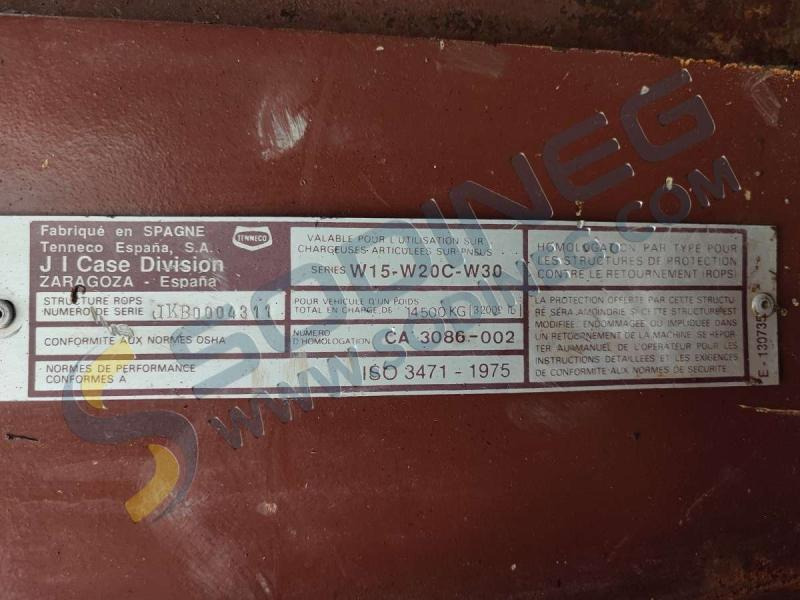 Fabriqué en SPAGNE
Tenneco España, S.A.
J I Case Division
ZARAGOZA - España
TENNECO
STRUCTURE ROPS
NUMERO DE SERIE JKB0004311
CONFORMITE AUX NORMES OSHA
NORMES DE PERFORMANCE
CONFORMES A
VALABLE POUR L'UTILISATION SUR
CHARGEUSES-ARTICULEES SUR PNEUS
SERIES W15-W20C-W30
POUR VEHICULE D'UN POIDS
TOTAL EN CHARGE, DE 14500 KG (32009 lb)
NUMERO
D'HOMOLOGATION CA 3086-002
ISO 3471 - 1975
HOMOLOGATION PAR TYPE POUR
LES STRUCTURES DE PROTECTION
CONTRE LE RETOURNEMENT (ROPS)
LA PROTECTION OFFERTE PAR CETTE STRUCTU
RE SÉRA AMOINDRIE SI CETTE STRUCTURE EST
MODIFIEE, ENDOMMAGEE OU IMPLIQUEE DANS
UN RETOURNEMENT DE LA MACHINE SE REPOR-
TER AU MANUEL DE L'OPERATEUR POUR LES
INSTRUCTIONS DETAILLEES ET LES EXIGENCES
DE CONFORMITE AUX NORMES DE SECURITE.
E - 130735
SODINEG
WWW.SODINEG.COM